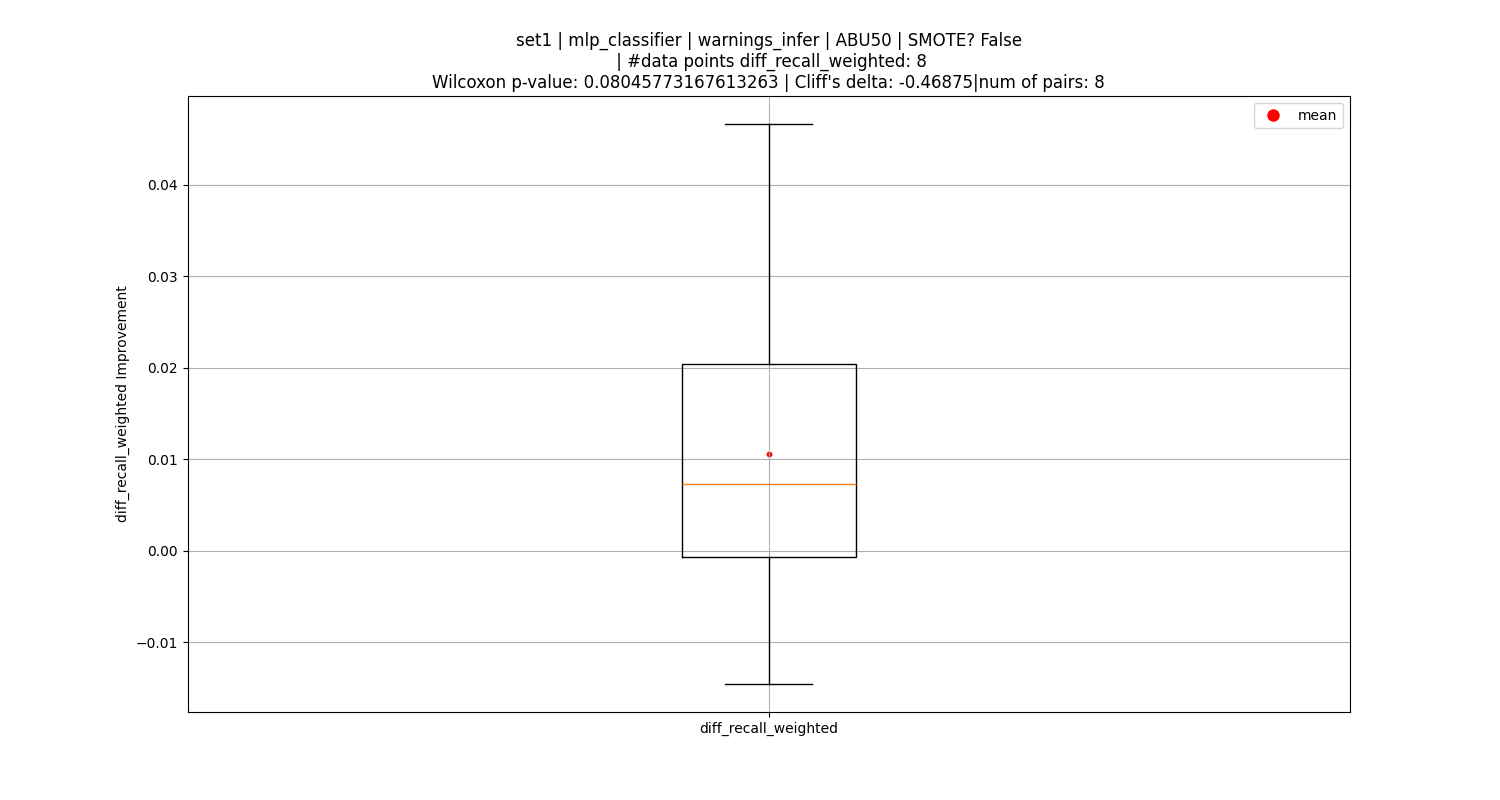 set1 | mlp_classifier | warnings_infer | ABU50 | SMOTE? False
| #data points diff_recall_weighted: 8
Wilcoxon p-value: 0.08045773167613263 | Cliff's delta: -0.46875|num of pairs: 8
mean
0.04
0.03
0.02
0.01
0.00
−0.01
diff_recall_weighted Improvement
diff_recall_weighted